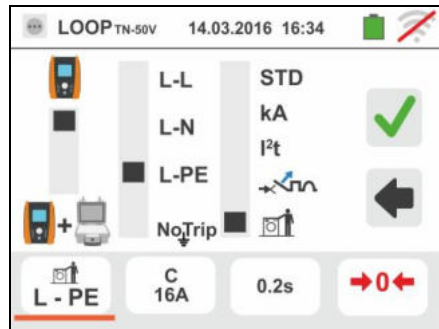 LOOP TN-50V 14.03.2016 16:34
L-L STD
L-N kA
I²t
L-PE
NoTrip
L - PE C 16A 0.2s →0←